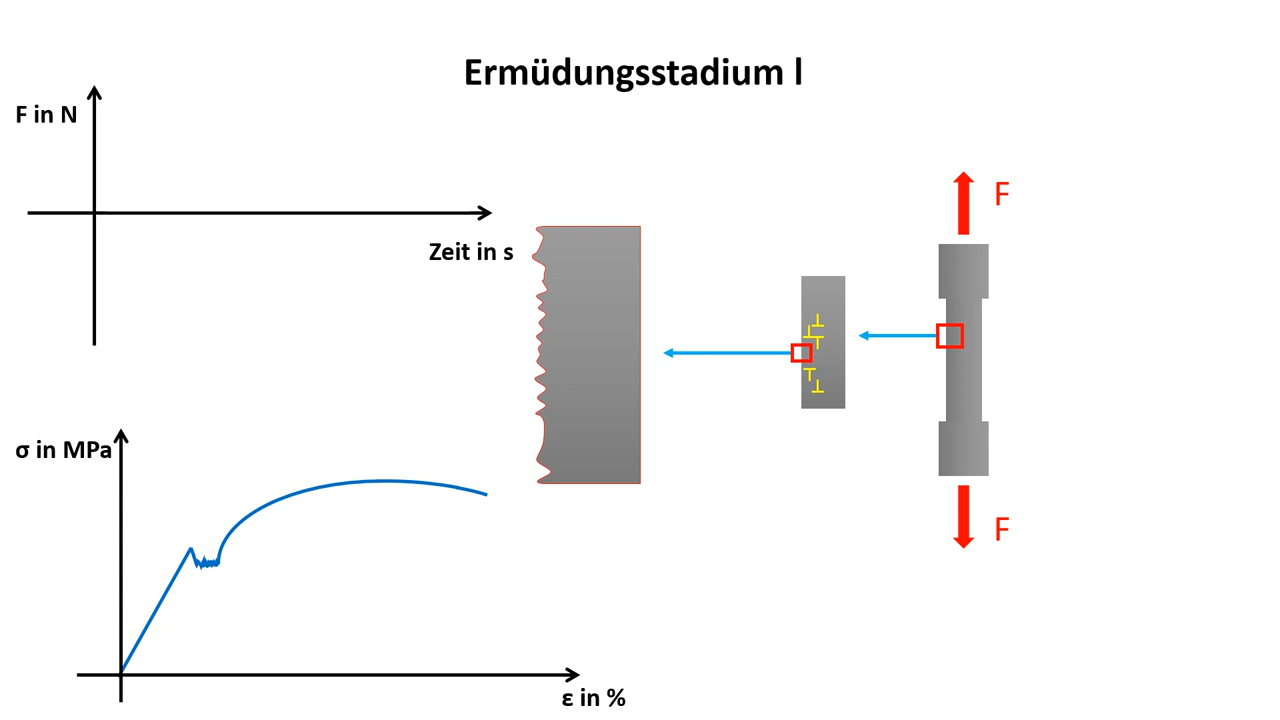 Ermüdungsstadium l
F in N
Zeit in s
F
F
σ in MPa
ε in %